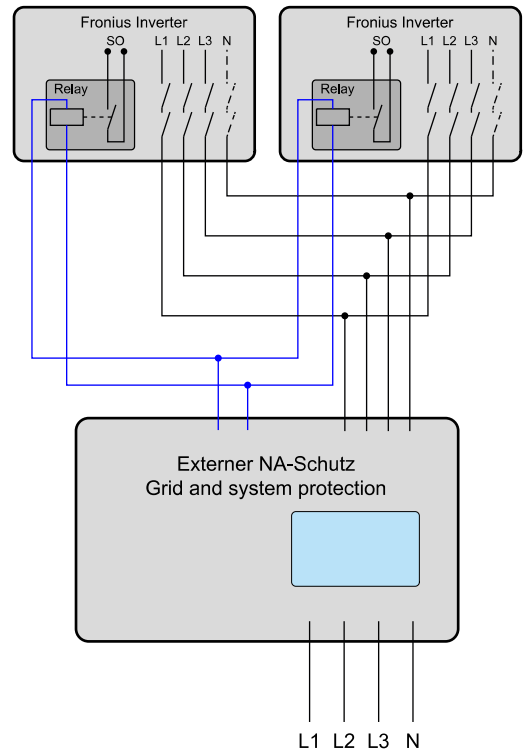 Fronius Inverter
SO L1 L2 L3 N
Relay
Fronius Inverter
SO L1 L2 L3 N
Relay
Externer NA-Schutz
Grid and system protection
L1 L2 L3 N